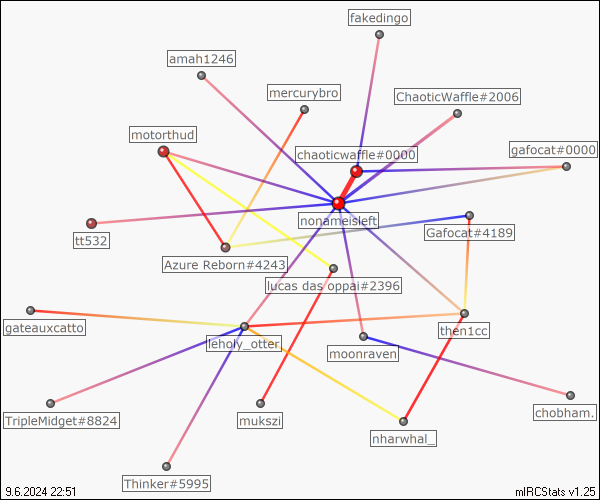 fakedingo
amah1246
mercurybro
ChaoticWaffle#2006
motorthud
chaoticwaffle#0000
gafocat#0000
nonameisleft
tt532
Gafocat#4189
Azure Reborn#4243
lucas das oppai#2396
gateauxcatto
then1cc
leholy_otter.
moonraven
TripleMidget#8824
mukszi
chobham.
nharwhal_
Thinker#5995
9.6.2024 22:51
mIRCStats v1.25